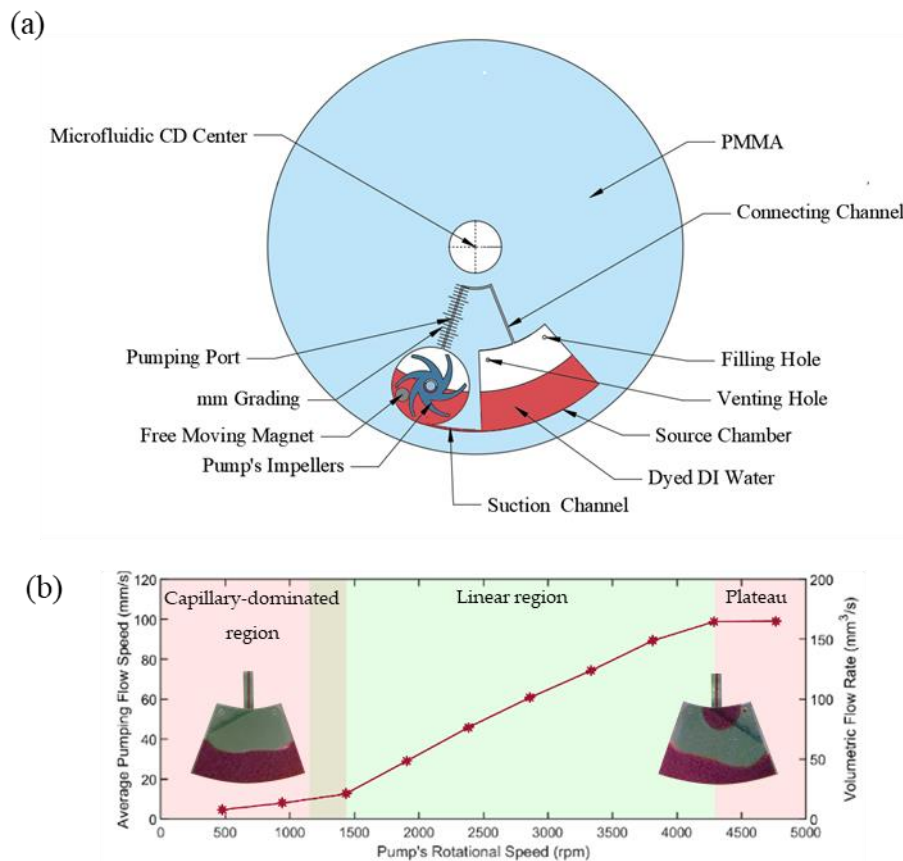 (a)
Microfluidic CD Center
PMMA
Connecting Channel
Pumping Port
mm Grading
Free Moving Magnet
Pump's Impellers
Suction Channel
Filling Hole
Venting Hole
Source Chamber
Dyed DI Water
(b)
Average Pumping Flow Speed (mm/s)
120
100
80
60
40
20
0
Capillary-dominated
region
Linear region
Plateau
200
150
100
50
0
Volumetric Flow Rate (mm³/s)
0 500 1000 1500 2000 2500 3000 3500 4000 4500 5000
Pump's Rotational Speed (rpm)